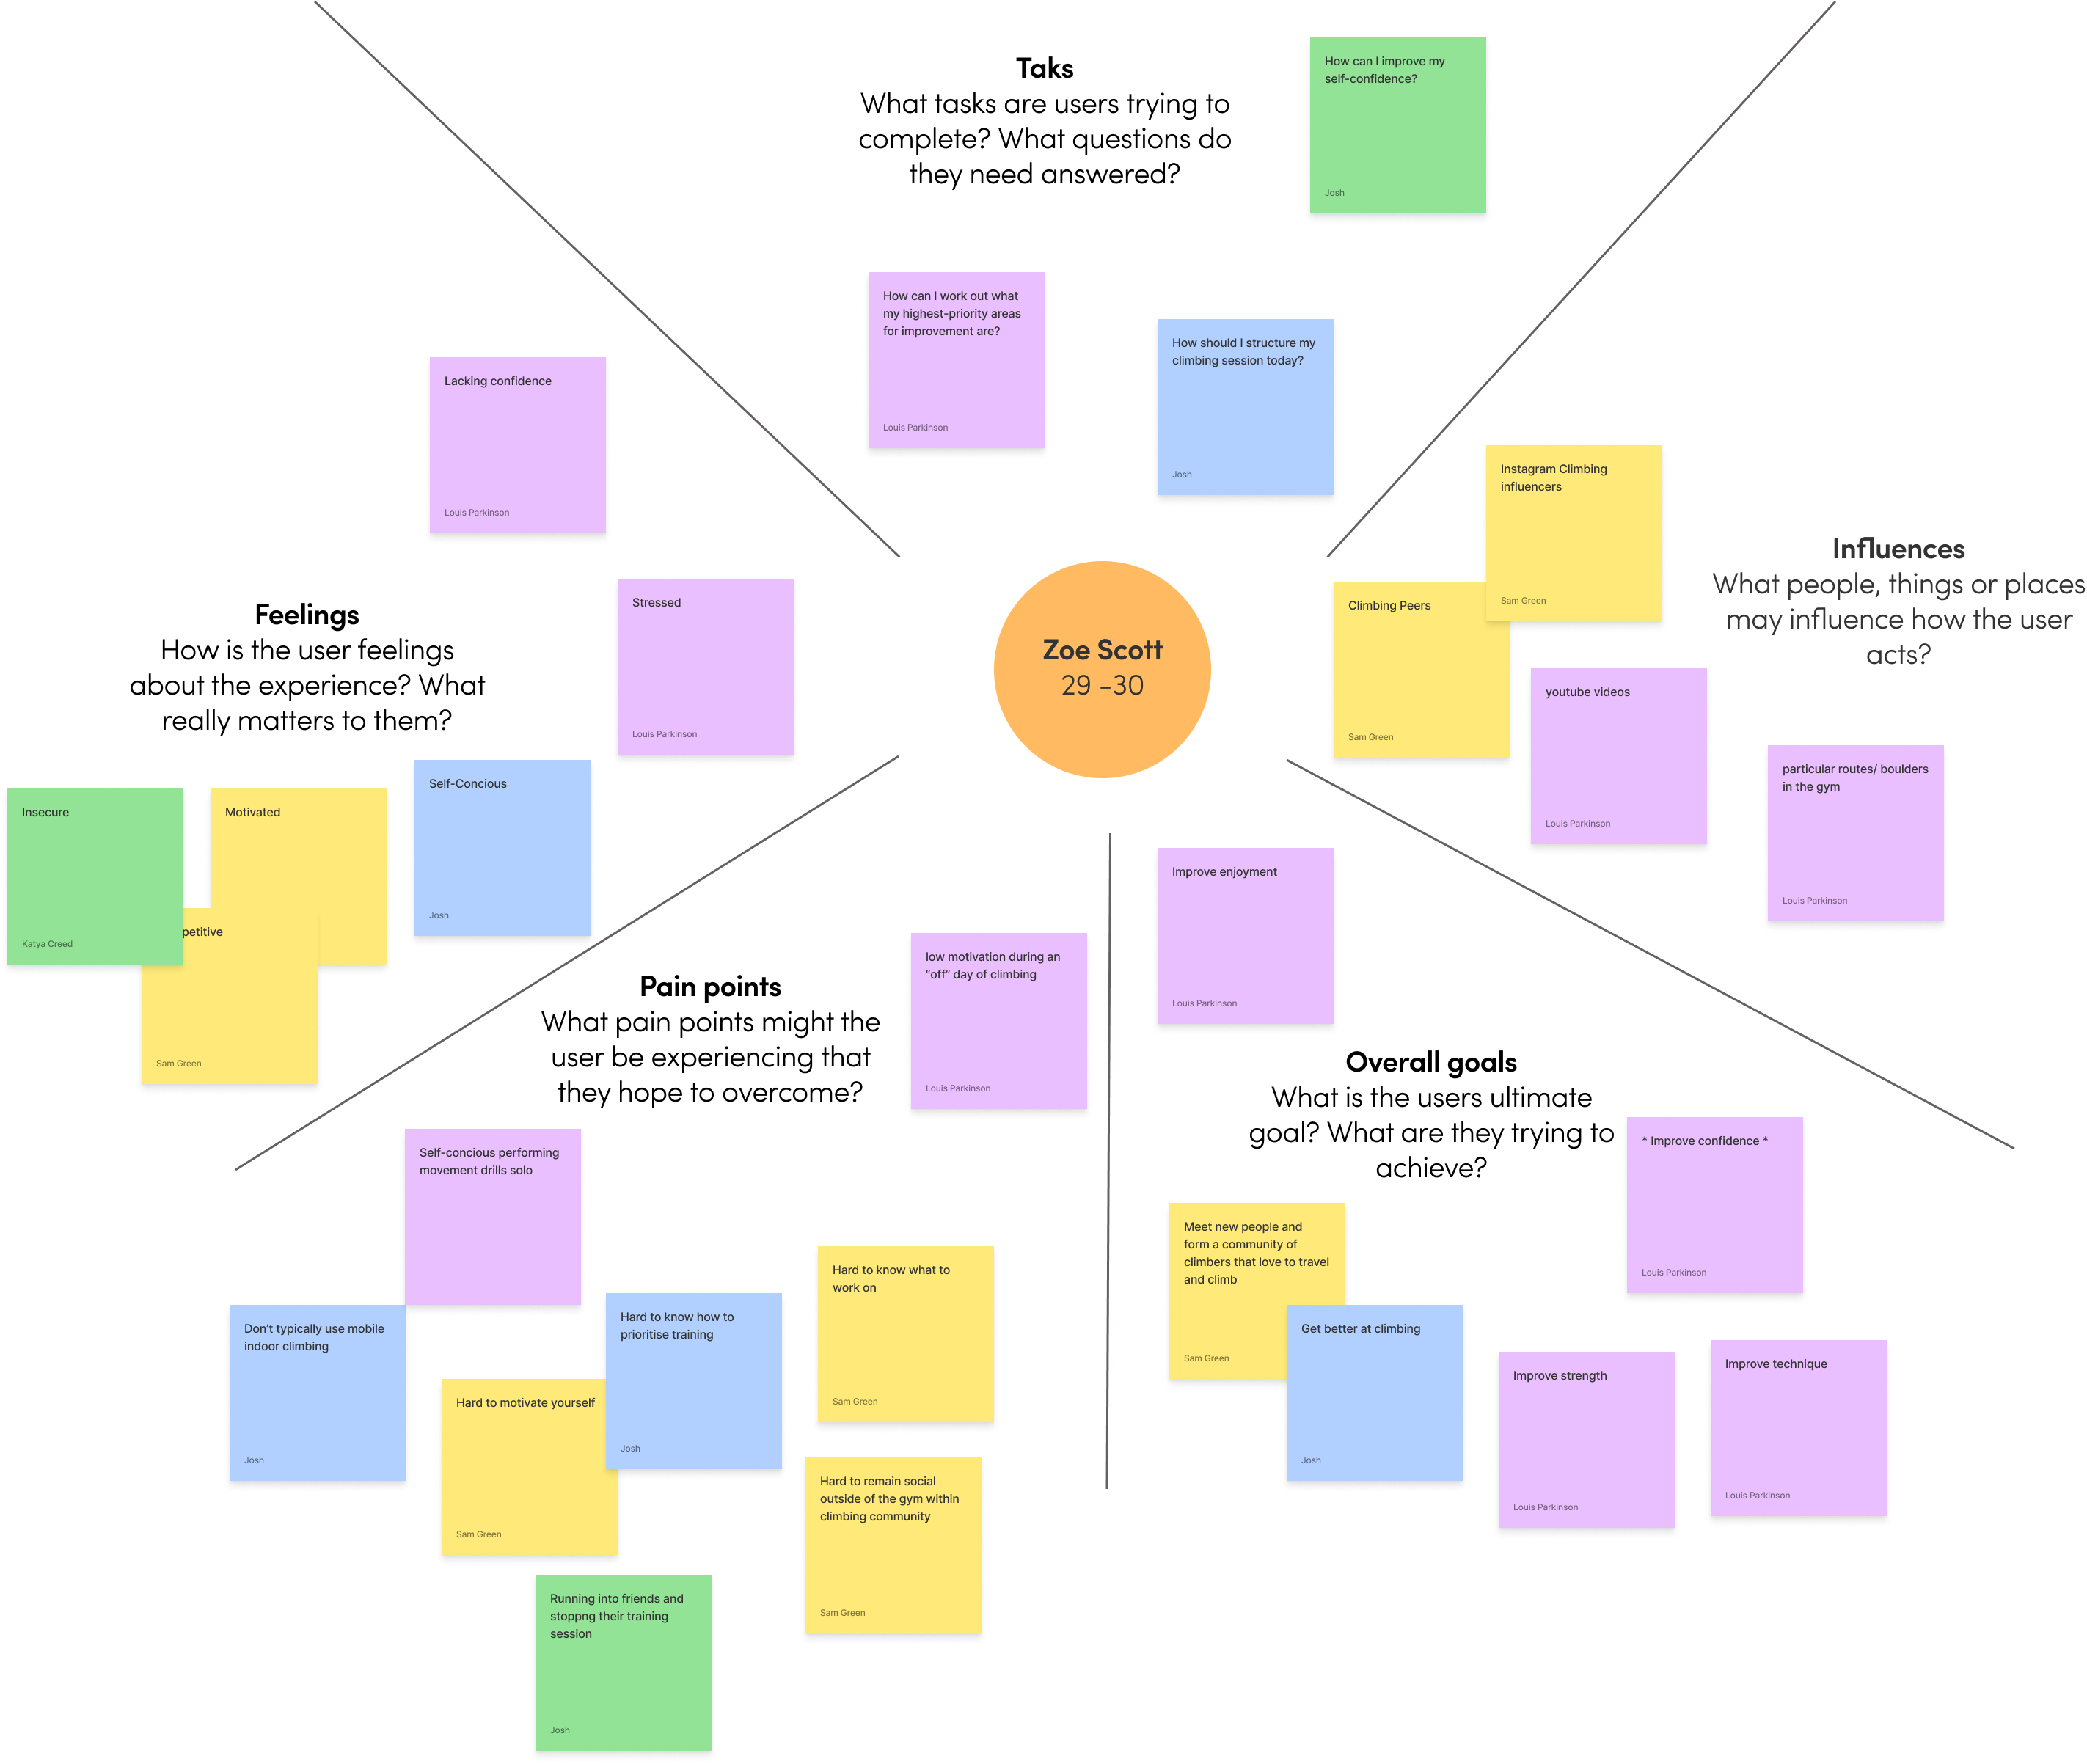 Taks
What tasks are users trying to
complete? What questions do
they need answered?
How can I improve my
self-confidence?
Josh
How can I work out what
my highest-priority areas
for improvement are?
Louis Parkinson
How should I structure my
climbing session today?
Josh
Lacking confidence
Louis Parkinson
Stressed
Louis Parkinson
Feelings
How is the user feelings
about the experience? What
really matters to them?
Insecure
Katya Creed
Motivated
petitive
Sam Green
Self-Concious
Josh
Zoe Scott
29 -30
Instagram Climbing
influencers
Sam Green
Climbing Peers
Sam Green
Influences
What people, things or places
may influence how the user
acts?
youtube videos
Louis Parkinson
particular routes/ boulders
in the gym
Louis Parkinson
Pain points
What pain points might the
user be experiencing that
they hope to overcome?
low motivation during an
“off” day of climbing
Louis Parkinson
Self-concious performing
movement drills solo
Don’t typically use mobile
indoor climbing
Josh
Hard to motivate yourself
Sam Green
Hard to know how to
prioritise training
Josh
Hard to know what to
work on
Sam Green
Hard to remain social
outside of the gym within
climbing community
Sam Green
Running into friends and
stoppng their training
session
Josh
Improve enjoyment
Louis Parkinson
Overall goals
What is the users ultimate
goal? What are they trying to
achieve?
* Improve confidence *
Louis Parkinson
Meet new people and
form a community of
climbers that love to travel
and climb
Sam Green
Get better at climbing
Josh
Improve strength
Louis Parkinson
Improve technique
Louis Parkinson